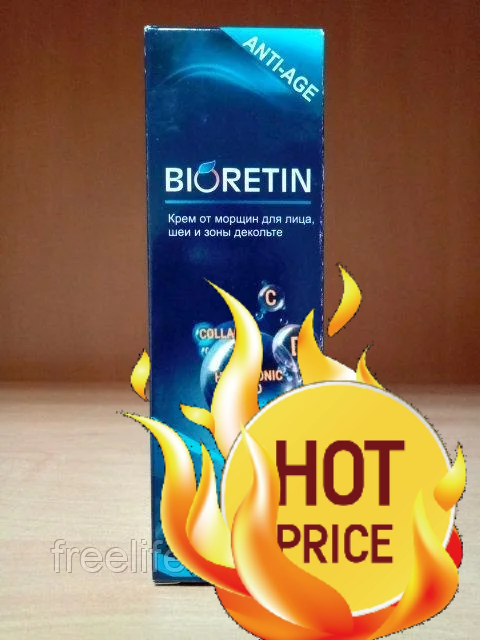 ANTI-AGE
BIORETIN
Крем от морщин для лица,
шеи и зоны декольте
C
HOT
PRICE